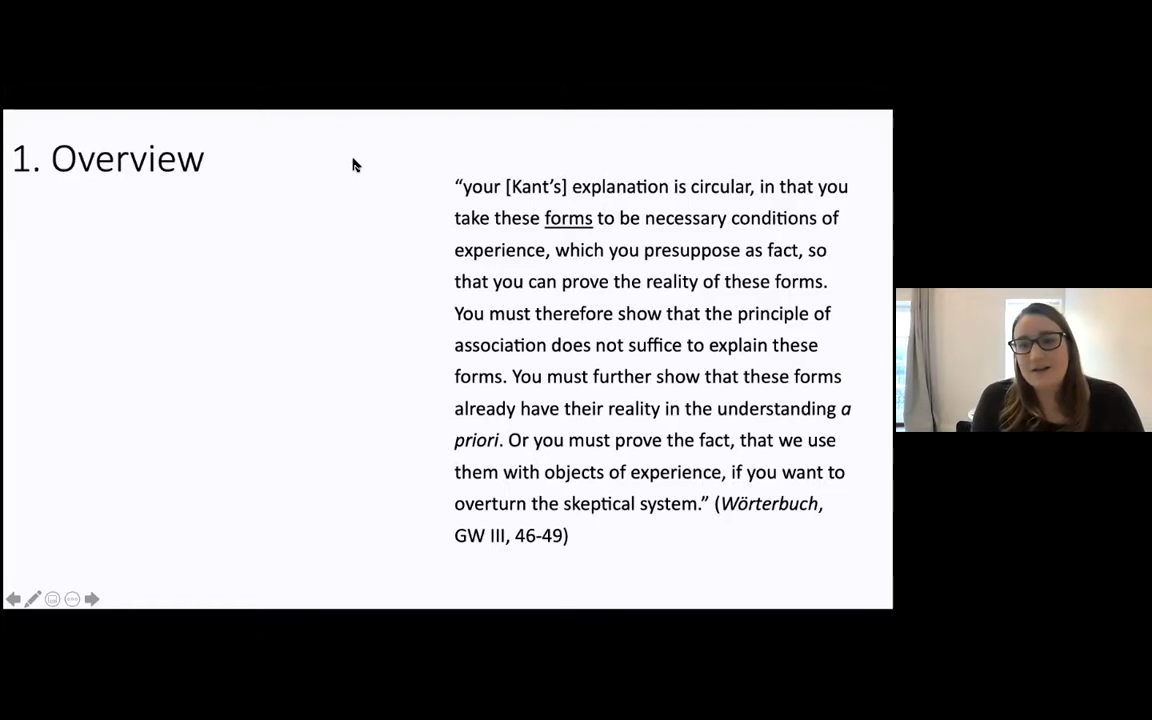 1. Overview
“your [Kant’s] explanation is circular, in that you
take these forms to be necessary conditions of
experience, which you presuppose as fact, so
that you can prove the reality of these forms.
You must therefore show that the principle of
association does not suffice to explain these
forms. You must further show that these forms
already have their reality in the understanding a
priori. Or you must prove the fact, that we use
them with objects of experience, if you want to
overturn the skeptical system.” (Wörterbuch,
GW III, 46-49)